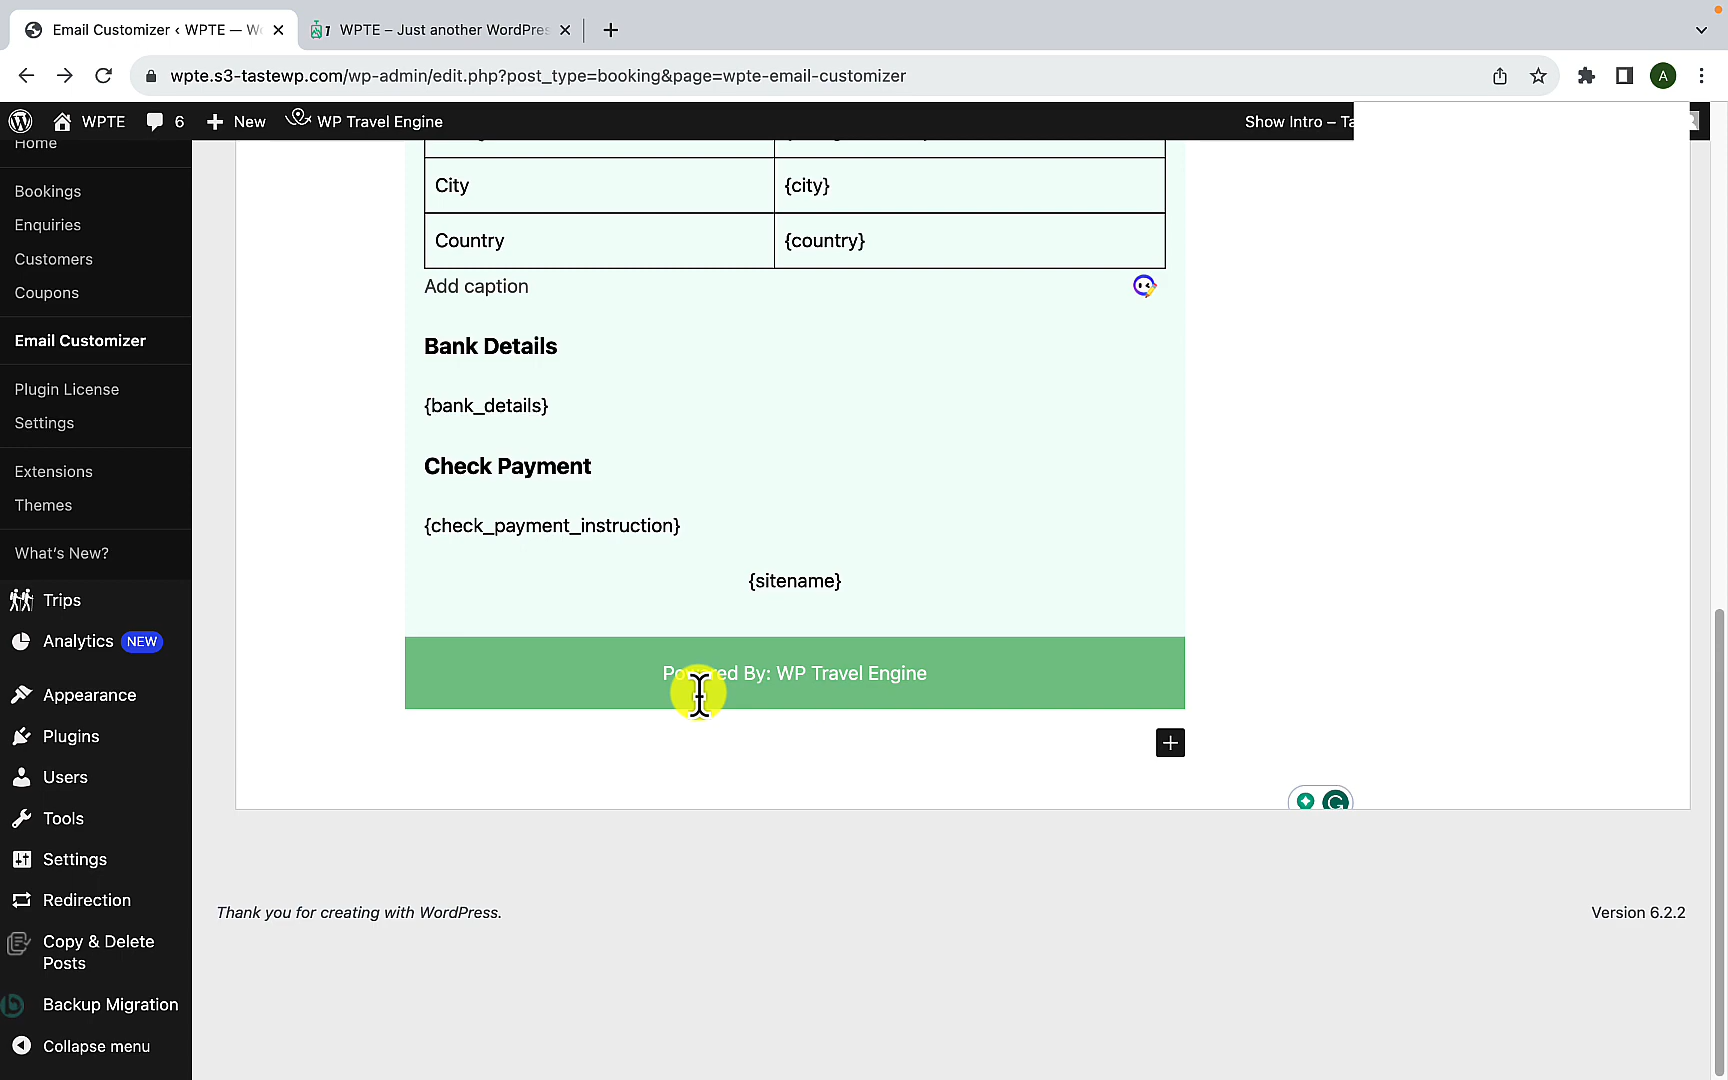 Email Customizer ‹ WPTE — W
WPTE – Just another WordPres
wpte.s3-tastewp.com/wp-admin/edit.php?post_type=booking&page=wpte-email-customizer
A
WPTE
6
New
WP Travel Engine
Show Intro – Ta
Home
Bookings
Enquiries
Customers
Coupons
Email Customizer
Plugin License
Settings
Extensions
Themes
What's New?
Trips
Analytics NEW
Appearance
Plugins
Users
Tools
Settings
Redirection
Copy & Delete
Posts
Backup Migration
Collapse menu
City {city}
Country {country}
Add caption
Bank Details
{bank_details}
Check Payment
{check_payment_instruction}
{sitename}
Powered By: WP Travel Engine
Thank you for creating with WordPress.
Version 6.2.2